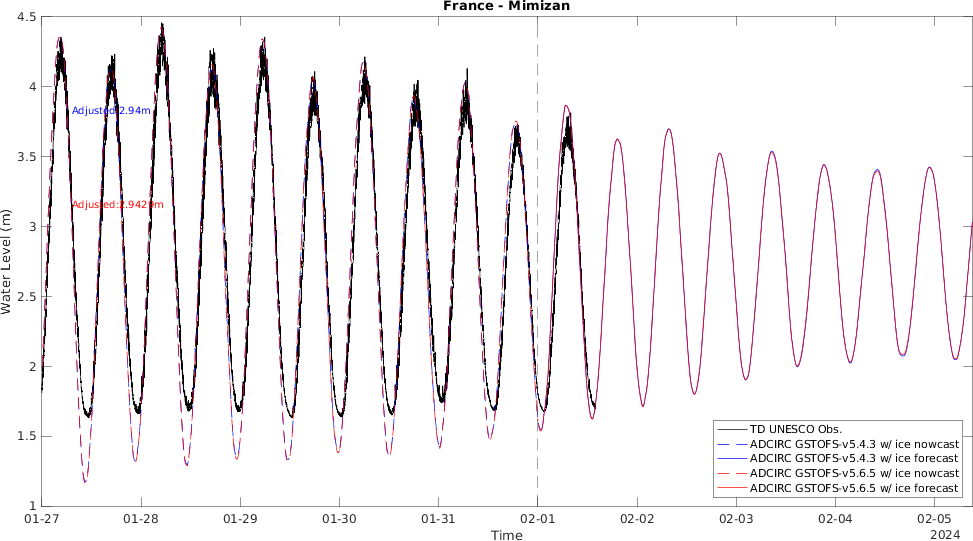 France - Mimizan
4.5
4
3.5
3
2.5
2
1.5
1
Water Level (m)
Adjusted:2.94m
Adjusted:2.9429m
TD UNESCO Obs.
ADCIRC GSTOFS-v5.4.3 w/ ice nowcast
ADCIRC GSTOFS-v5.4.3 w/ ice forecast
ADCIRC GSTOFS-v5.6.5 w/ ice nowcast
ADCIRC GSTOFS-v5.6.5 w/ ice forecast
01-27 01-28 01-29 01-30 01-31 02-01 02-02 02-03 02-04 02-05
Time
2024